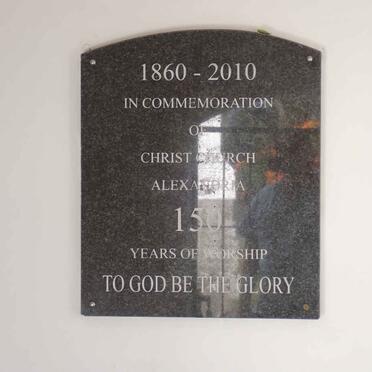 1860 - 2010
IN COMMEMORATION
OF
CHRIST CHURCH
ALEXANDRIA
150
YEARS OF WORSHIP
TO GOD BE THE GLORY